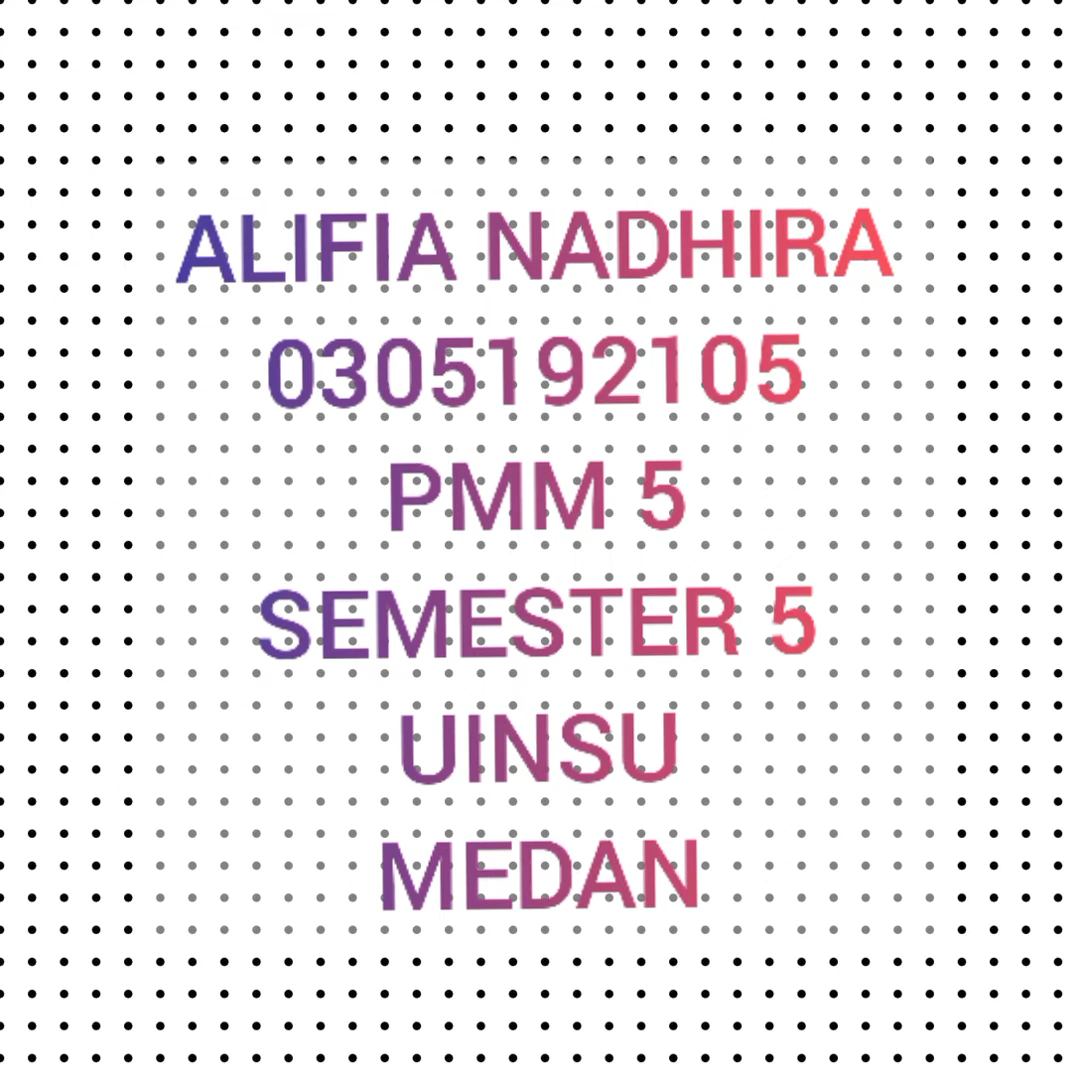 ALIFIA NADHIRA
0305192105
PMM 5
SEMESTER 5
UINSU
MEDAN